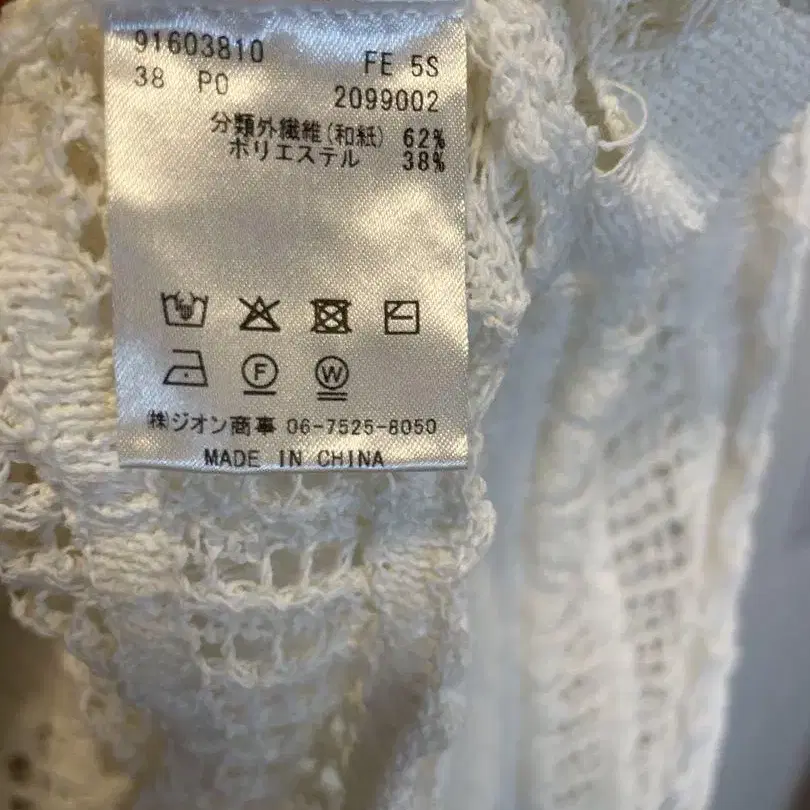 91603810
FE 5S
38 PO
2099002
分類外繊維(和紙) 62%
ポリエステル 38%
F
W
㈱ジオン商事 06-7525-8050
MADE IN CHINA